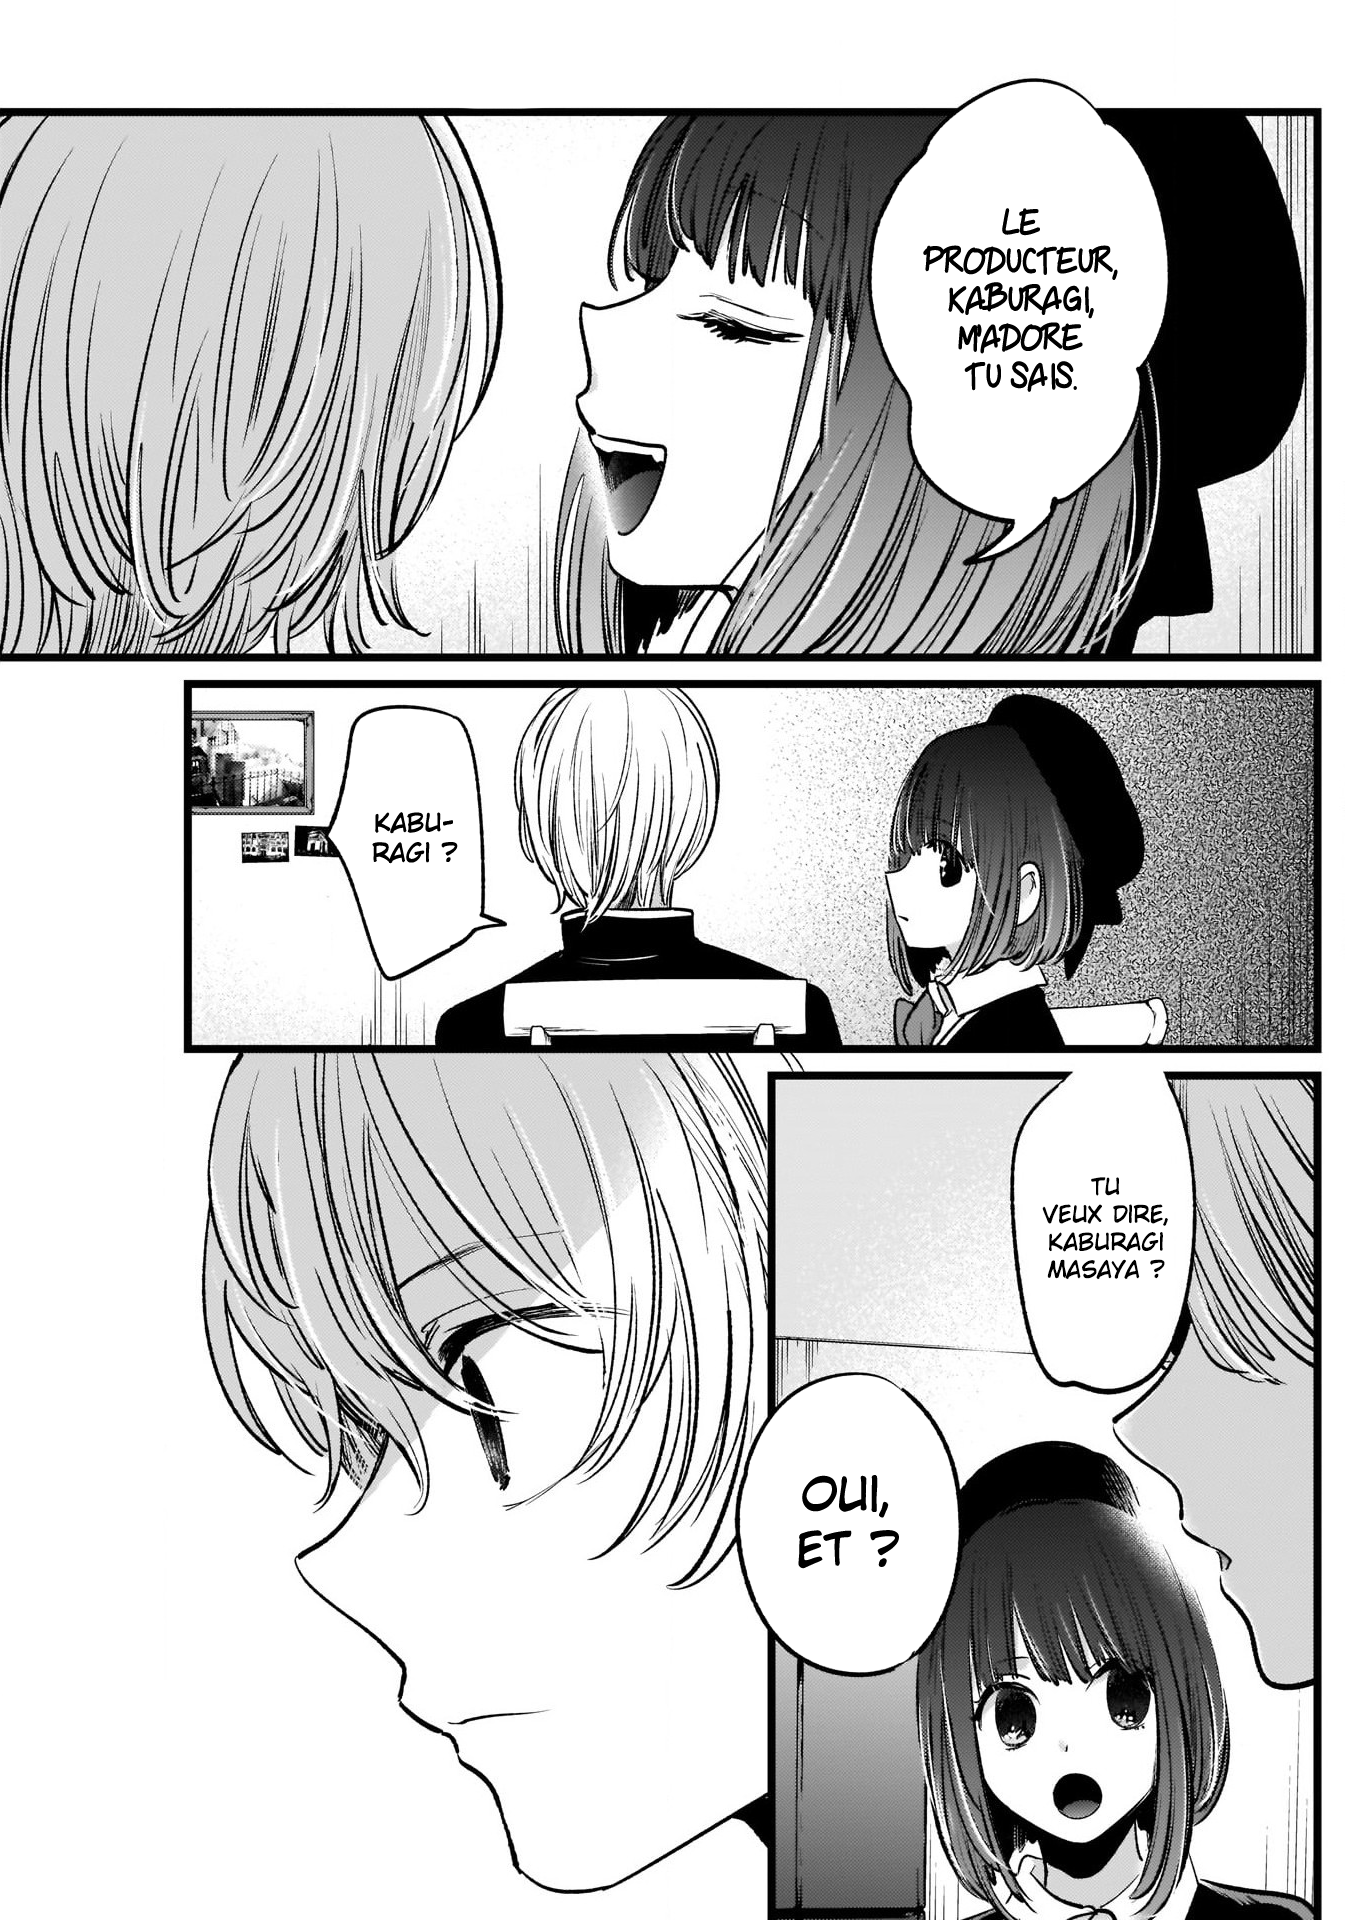 LE
PRODUCTEUR,
KABURAGI,
M'ADORE
TU SAIS.
KABU-
RAGI ?
TU
VEUX DIRE,
KABURAGI
MASAYA ?
OUI,
ET ?